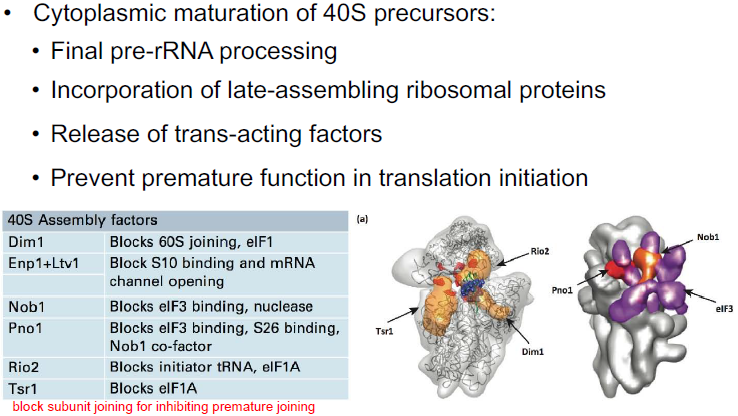 • Cytoplasmic maturation of 40S precursors:
• Final pre-rRNA processing
• Incorporation of late-assembling ribosomal proteins
• Release of trans-acting factors
• Prevent premature function in translation initiation
40S Assembly factors
Dim1 Blocks 60S joining, eIF1
Enp1+Ltv1 Block S10 binding and mRNA
channel opening
Nob1 Blocks eIF3 binding, nuclease
Pno1 Blocks eIF3 binding, S26 binding,
Nob1 co-factor
Rio2 Blocks initiator tRNA, eIF1A
Tsr1 Blocks eIF1A
block subunit joining for inhibiting premature joining
(a)
Rio2
Tsr1
Dim1
Nob1
Pno1
eIF3